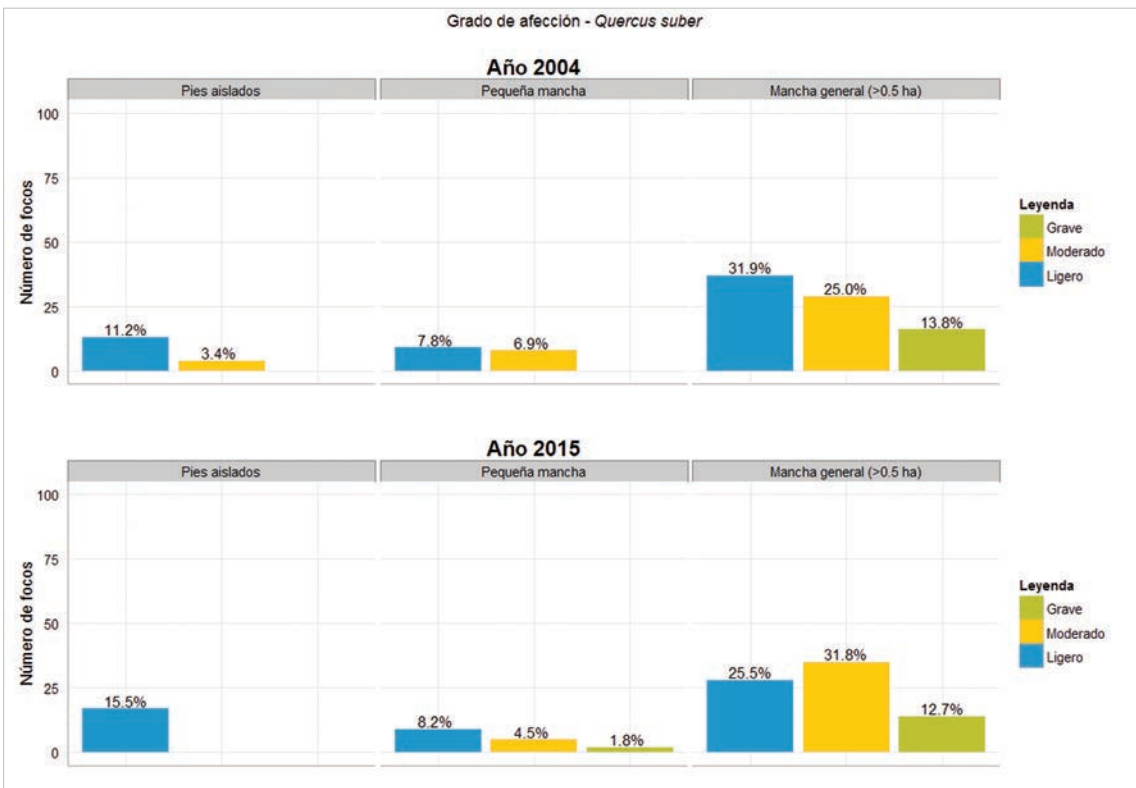 Grado de afección - Quercus suber
Año 2004
Pies aislados
Pequeña mancha
Mancha general (>0.5 ha)
Número de focos
100
75
50
25
0
11.2%
3.4%
7.8%
6.9%
31.9%
25.0%
13.8%
Leyenda
Grave
Moderado
Ligero
Año 2015
Pies aislados
Pequeña mancha
Mancha general (>0.5 ha)
Número de focos
100
75
50
25
0
15.5%
8.2%
4.5%
1.8%
25.5%
31.8%
12.7%
Leyenda
Grave
Moderado
Ligero